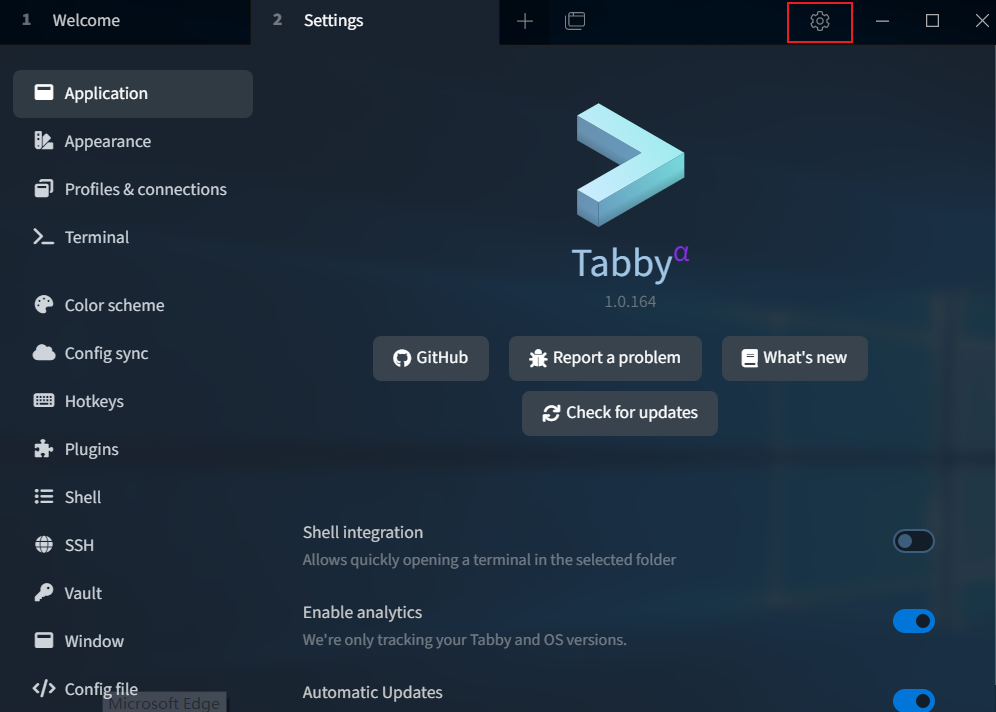 1 Welcome
2 Settings
Application
Appearance
Profiles & connections
Terminal
Color scheme
Config sync
Hotkeys
Plugins
Shell
SSH
Vault
Window
Config file
Microsoft Edge
Tabbyα
1.0.164
GitHub
Report a problem
What's new
Check for updates
Shell integration
Allows quickly opening a terminal in the selected folder
Enable analytics
We're only tracking your Tabby and OS versions.
Automatic Updates